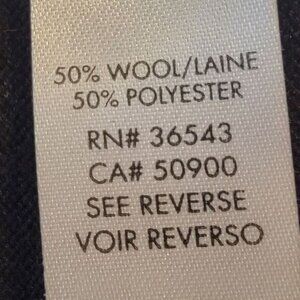 50% WOOL/LAINE
50% POLYESTER
RN# 36543
CA# 50900
SEE REVERSE
VOIR REVERSO